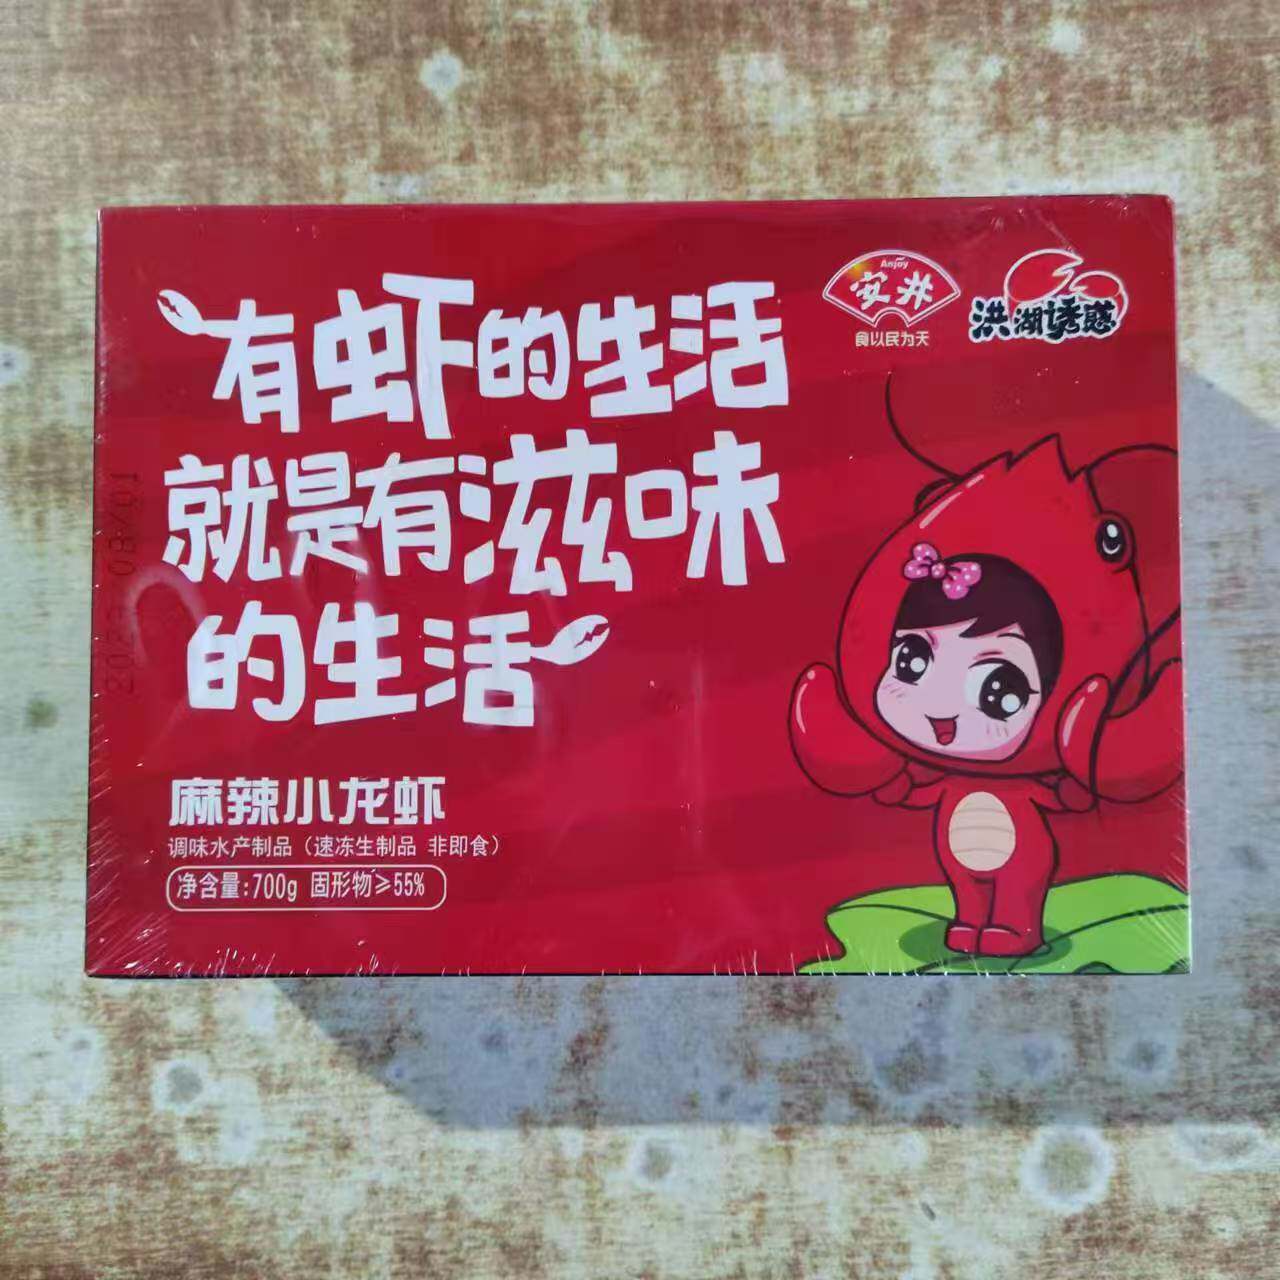 Anjoy
安井
食以民为天
洪湖诱惑
有虾的生活
就是有滋味
的生活
麻辣小龙虾
调味水产制品（速冻生制品 非即食）
净含量:700g 固形物≥55%